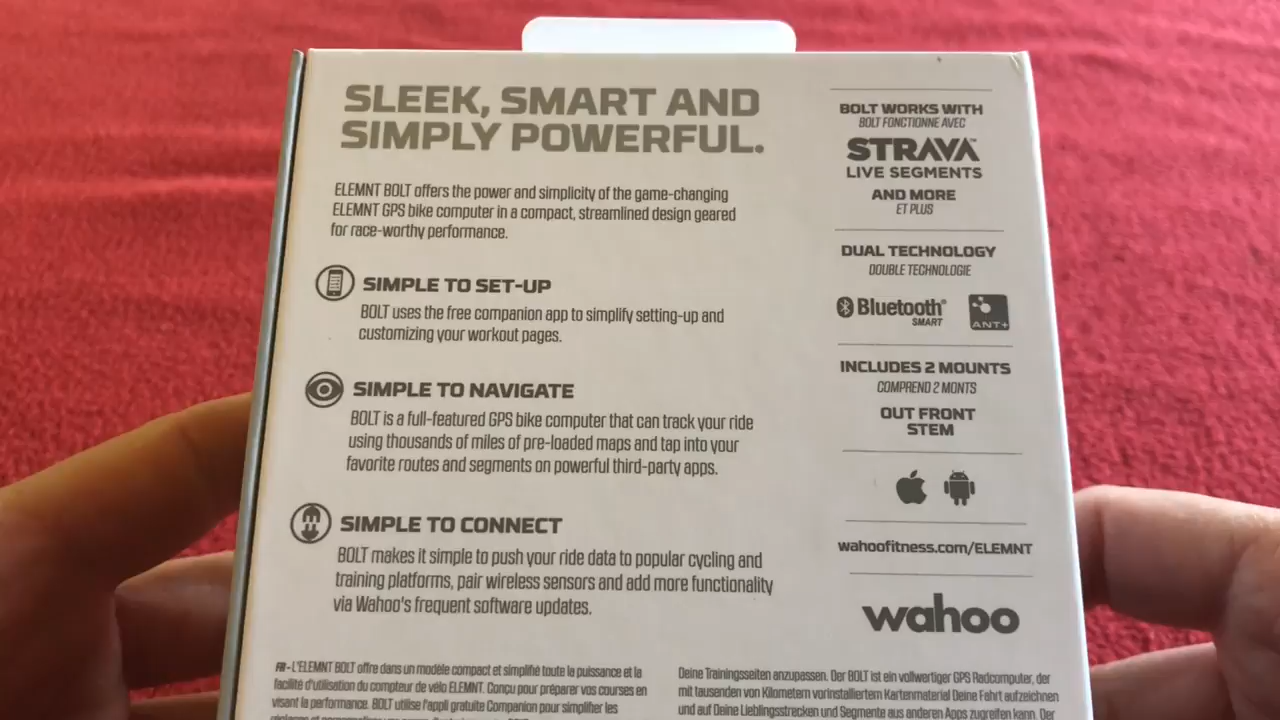 SLEEK, SMART AND
SIMPLY POWERFUL.
ELEMNT BOLT offers the power and simplicity of the game-changing
ELEMNT GPS bike computer in a compact, streamlined design geared
for race-worthy performance.
SIMPLE TO SET-UP
BOLT uses the free companion app to simplify setting-up and
customizing your workout pages.
SIMPLE TO NAVIGATE
BOLT is a full-featured GPS bike computer that can track your ride
using thousands of miles of pre-loaded maps and tap into your
favorite routes and segments on powerful third-party apps.
SIMPLE TO CONNECT
BOLT makes it simple to push your ride data to popular cycling and
training platforms, pair wireless sensors and add more functionality
via Wahoo's frequent software updates.
BOLT WORKS WITH
BOLT FONCTIONNE AVEC
STRAVA™
LIVE SEGMENTS
AND MORE
ET PLUS
DUAL TECHNOLOGY
DOUBLE TECHNOLOGIE
Bluetooth®
SMART
ANT+
INCLUDES 2 MOUNTS
COMPREND 2 MONTS
OUT FRONT
STEM
wahoofitness.com/ELEMNT
wahoo
FR - L'ELEMNT BOLT offre dans un modèle compact et simplifié toute la puissance et la
facilité d'utilisation du compteur de vélo ELEMNT. Conçu pour préparer vos courses en
visant la performance. BOLT utilise l'appli gratuite Companion pour simplifier les
Deine Trainingsseiten anzupassen. Der BOLT ist ein vollwertiger GPS Radcomputer, der
mit tausenden von Kilometern vorinstalliertem Kartenmaterial Deine Fahrt aufzeichnen
und auf Deine Lieblingsstrecken und Segmente aus anderen Apps zugreifen kann. Der